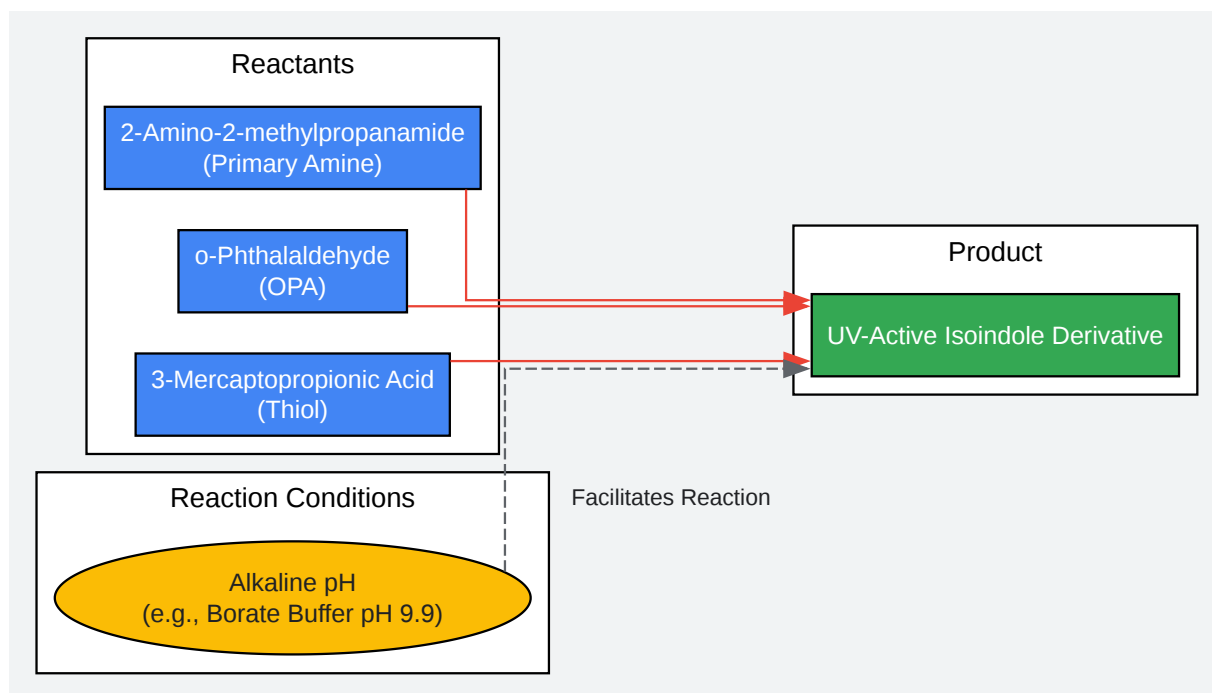 Reactants
2-Amino-2-methylpropanamide
(Primary Amine)
o-Phthalaldehyde
(OPA)
3-Mercaptopropionic Acid
(Thiol)
Product
UV-Active Isoindole Derivative
Reaction Conditions
Facilitates Reaction
Alkaline pH
(e.g., Borate Buffer pH 9.9)